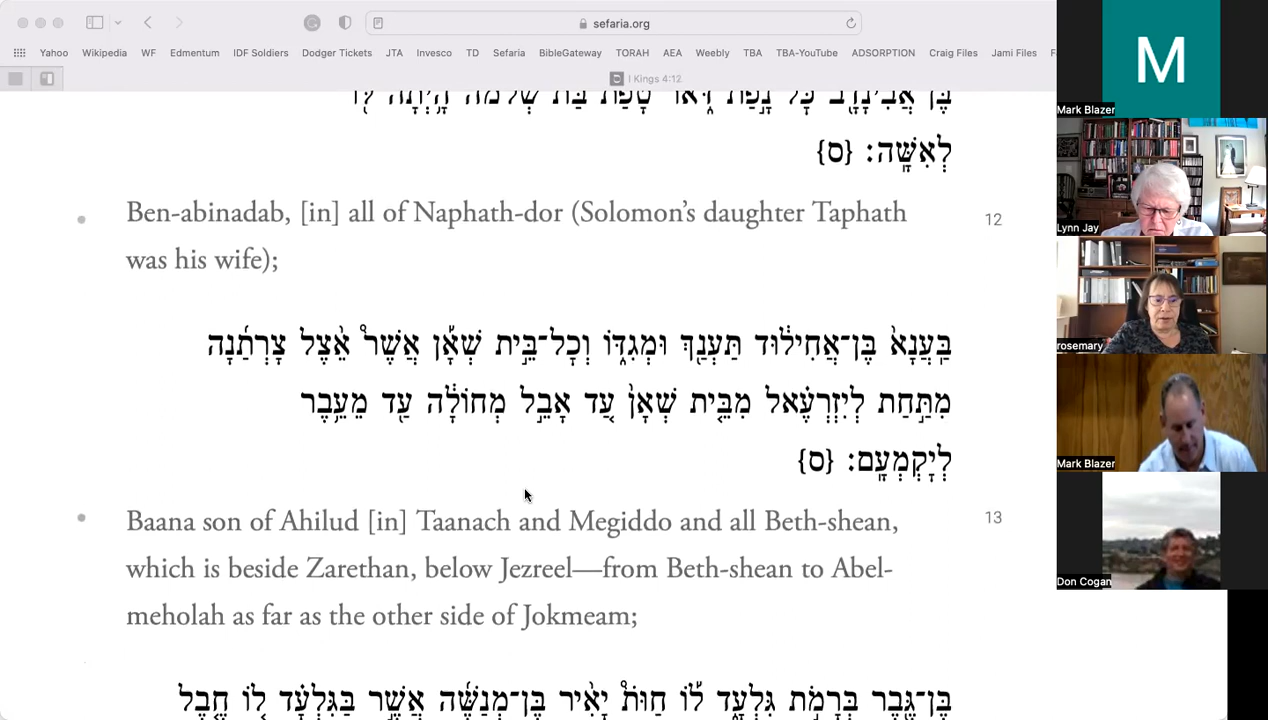 sefaria.org
Yahoo Wikipedia WF Edmentum IDF Soldiers Dodger Tickets JTA Invesco TD Sefaria BibleGateway TORAH AEA Weebly TBA TBA-YouTube ADSORPTION Craig Files Jami Files F
I Kings 4:12
בֶּן אֲבִינָדָב כׇּל נָפַת דֹּאר טָפַת בַּת שְׁלֹמֹה הָיְתָה לּוֹ
לְאִשָּֽׁה׃ {ס}
Ben-abinadab, [in] all of Naphath-dor (Solomon’s daughter Taphath
12
was his wife);
בַּֽעֲנָא֙ בֶּן־אֲחִיל֔וּד תַּעְנַ֖ךְ וּמְגִדּ֑וֹ וְכׇל־בֵּ֣ית שְׁאָ֡ן אֲשֶׁר֩ אֵ֨צֶל צָרְתַ֜נָה
מִתַּ֣חַת לְיִזְרְעֶ֗אל מִבֵּ֤ית שְׁאָן֙ עַ֚ד אָבֵ֣ל מְחוֹלָ֔ה עַ֖ד מֵעֵ֥בֶר
לְיׇקְמְעָֽם׃ {ס}
Baana son of Ahilud [in] Taanach and Megiddo and all Beth-shean,
13
which is beside Zarethan, below Jezreel—from Beth-shean to Abel-
meholah as far as the other side of Jokmeam;
בֶּן־גֶּ֖בֶר בְּרָמֹ֣ת גִּלְעָ֑ד ל֡וֹ חַוֺּת֩ יָאִ֨יר בֶּן־מְנַשֶּׁ֜ה אֲשֶׁ֣ר בַּגִּלְעָ֗ד ל֚וֹ חֶ֣בֶל
M
Mark Blazer
Lynn Jay
rosemary
Mark Blazer
Don Cogan